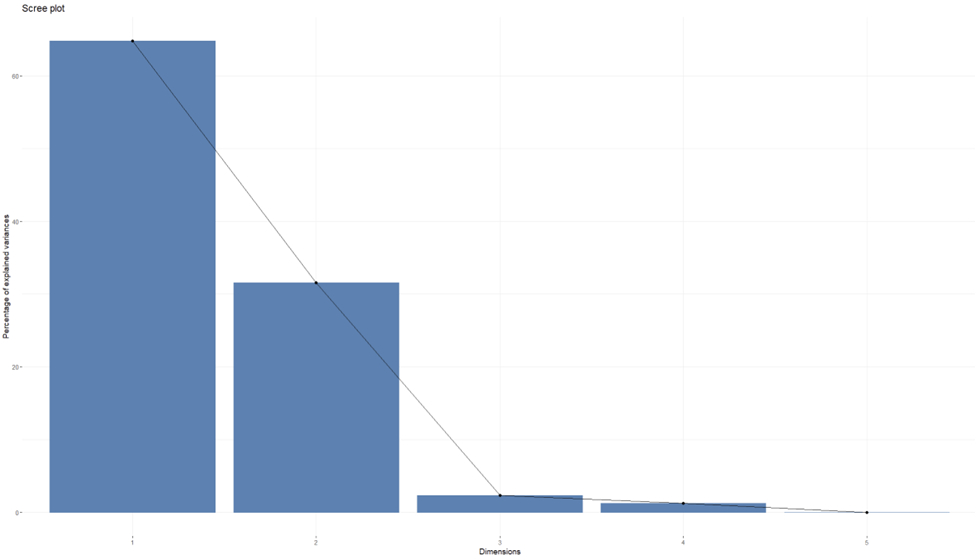 Scree plot
Percentage of explained variances
60
40
20
0
1 2 3 4 5
Dimensions